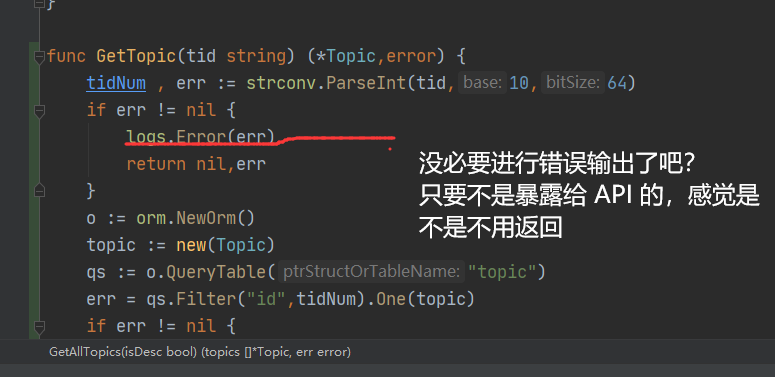 }
func GetTopic(tid string) (*Topic,error) {
tidNum , err := strconv.ParseInt(tid, base: 10, bitSize: 64)
if err != nil {
logs.Error(err)
return nil,err
}
o := orm.NewOrm()
topic := new(Topic)
qs := o.QueryTable( ptrStructOrTableName: "topic")
err = qs.Filter("id",tidNum).One(topic)
if err != nil {
没必要进行错误输出了吧?
只要不是暴露给 API 的，感觉是
不是不用返回
GetAllTopics(isDesc bool) (topics []*Topic, err error)